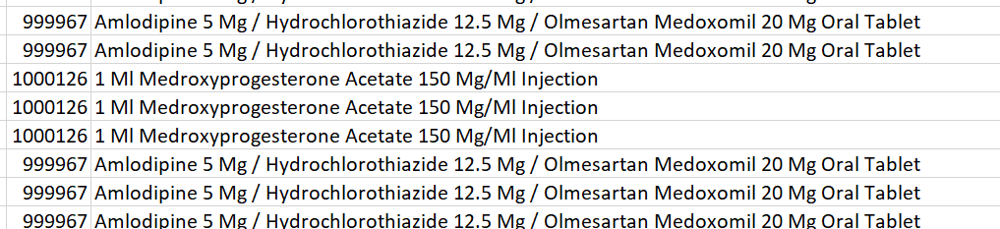 999967 Amlodipine 5 Mg / Hydrochlorothiazide 12.5 Mg / Olmesartan Medoxomil 20 Mg Oral Tablet
999967 Amlodipine 5 Mg / Hydrochlorothiazide 12.5 Mg / Olmesartan Medoxomil 20 Mg Oral Tablet
1000126 1 Ml Medroxyprogesterone Acetate 150 Mg/Ml Injection
1000126 1 Ml Medroxyprogesterone Acetate 150 Mg/Ml Injection
1000126 1 Ml Medroxyprogesterone Acetate 150 Mg/Ml Injection
999967 Amlodipine 5 Mg / Hydrochlorothiazide 12.5 Mg / Olmesartan Medoxomil 20 Mg Oral Tablet
999967 Amlodipine 5 Mg / Hydrochlorothiazide 12.5 Mg / Olmesartan Medoxomil 20 Mg Oral Tablet
999967 Amlodipine 5 Mg / Hydrochlorothiazide 12.5 Mg / Olmesartan Medoxomil 20 Mg Oral Tablet